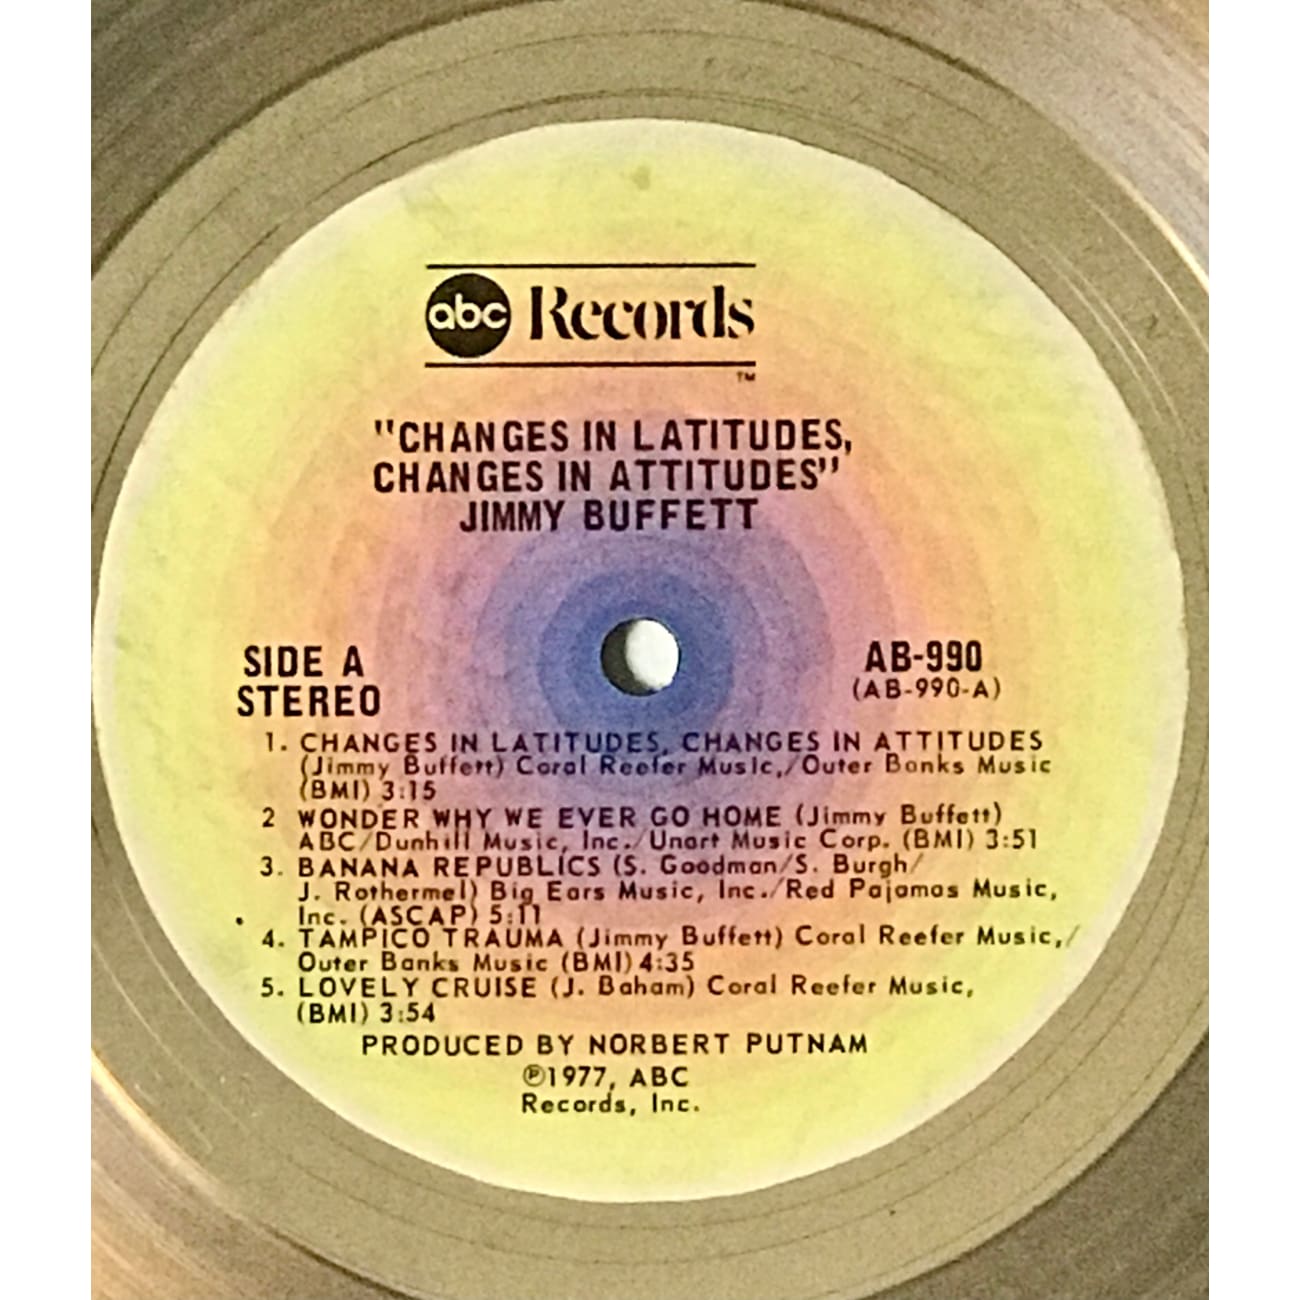 abc Records
TM
"CHANGES IN LATITUDES,
CHANGES IN ATTITUDES"
JIMMY BUFFETT
SIDE A
STEREO
AB-990
(AB-990-A)
1. CHANGES IN LATITUDES, CHANGES IN ATTITUDES
(Jimmy Buffett) Coral Reefer Music,/Outer Banks Music
(BMI) 3:15
2 WONDER WHY WE EVER GO HOME (Jimmy Buffett)
ABC/Dunhill Music, Inc./Unart Music Corp. (BMI) 3:51
3. BANANA REPUBLICS (S. Goodman/S. Burgh/
J. Rothermel) Big Ears Music, Inc./Red Pajamas Music,
Inc. (ASCAP) 5:11
4. TAMPICO TRAUMA (Jimmy Buffett) Coral Reefer Music,/
Outer Banks Music (BMI) 4:35
5. LOVELY CRUISE (J. Baham) Coral Reefer Music,
(BMI) 3:54
PRODUCED BY NORBERT PUTNAM
℗1977, ABC
Records, Inc.